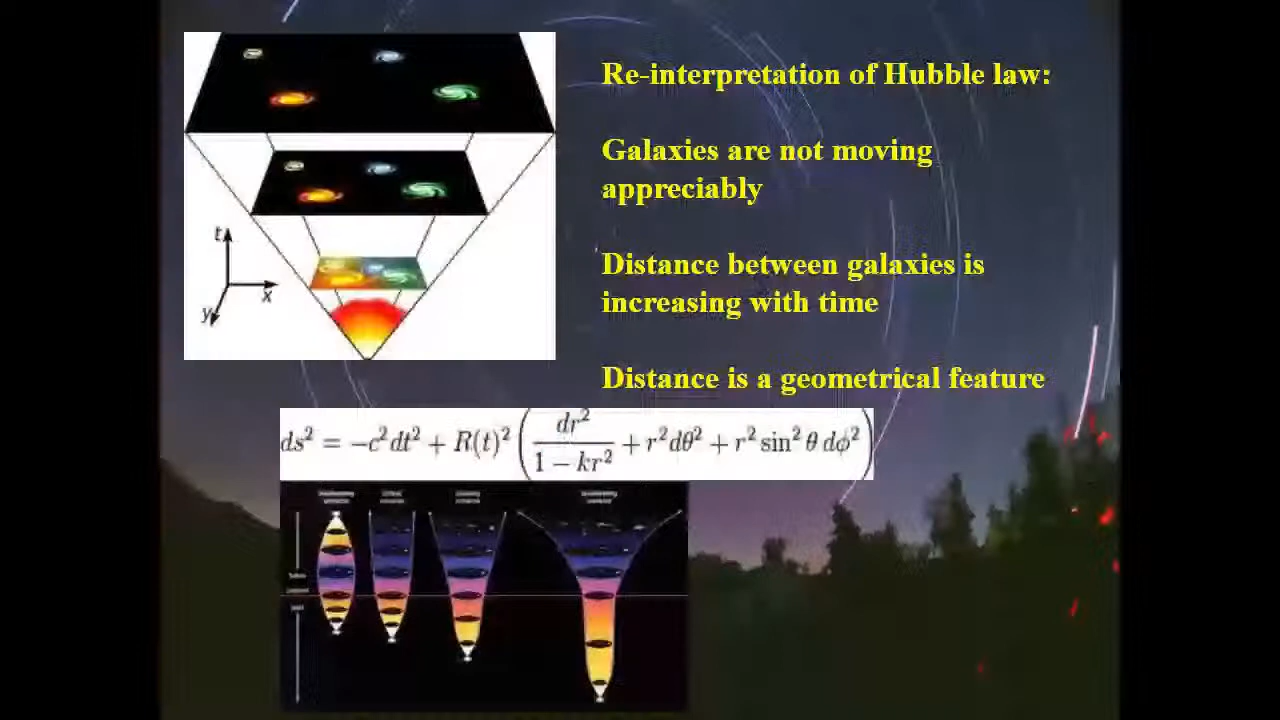 Re-interpretation of Hubble law:
Galaxies are not moving
appreciably
Distance between galaxies is
increasing with time
Distance is a geometrical feature
t
x
y
ds² = −c²dt² + R(t)² ( dr² / 1 − kr² + r²dθ² + r² sin² θ dϕ² )